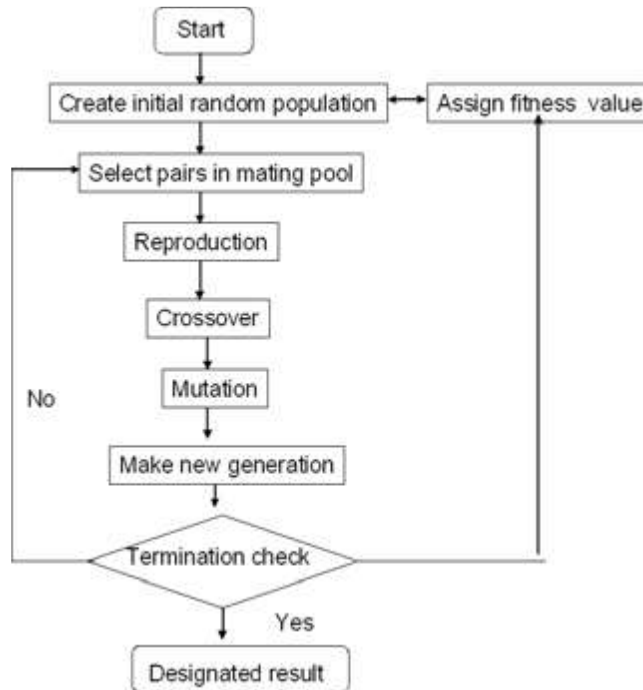 Start
Create initial random population
Assign fitness value
Select pairs in mating pool
Reproduction
Crossover
Mutation
No
Make new generation
Termination check
Yes
Designated result